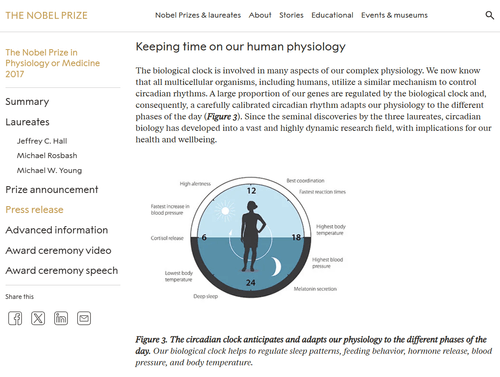 THE NOBEL PRIZE
Nobel Prizes & laureates
About
Stories
Educational
Events & museums
The Nobel Prize in
Physiology or Medicine
2017
Summary
Laureates
Jeffrey C. Hall
Michael Rosbash
Michael W. Young
Prize announcement
Press release
Advanced information
Award ceremony video
Award ceremony speech
Share this
Keeping time on our human physiology
The biological clock is involved in many aspects of our complex physiology. We now know
that all multicellular organisms, including humans, utilize a similar mechanism to control
circadian rhythms. A large proportion of our genes are regulated by the biological clock and,
consequently, a carefully calibrated circadian rhythm adapts our physiology to the different
phases of the day (Figure 3). Since the seminal discoveries by the three laureates, circadian
biology has developed into a vast and highly dynamic research field, with implications for our
health and wellbeing.
High alertness
Best coordination
12
Fastest reaction times
Fastest increase in
blood pressure
Highest body
temperature
Cortisol release
6
18
Highest blood
pressure
Lowest body
temperature
24
Melatonin secretion
Deep sleep
Figure 3. The circadian clock anticipates and adapts our physiology to the different phases of the
day. Our biological clock helps to regulate sleep patterns, feeding behavior, hormone release, blood
pressure, and body temperature.